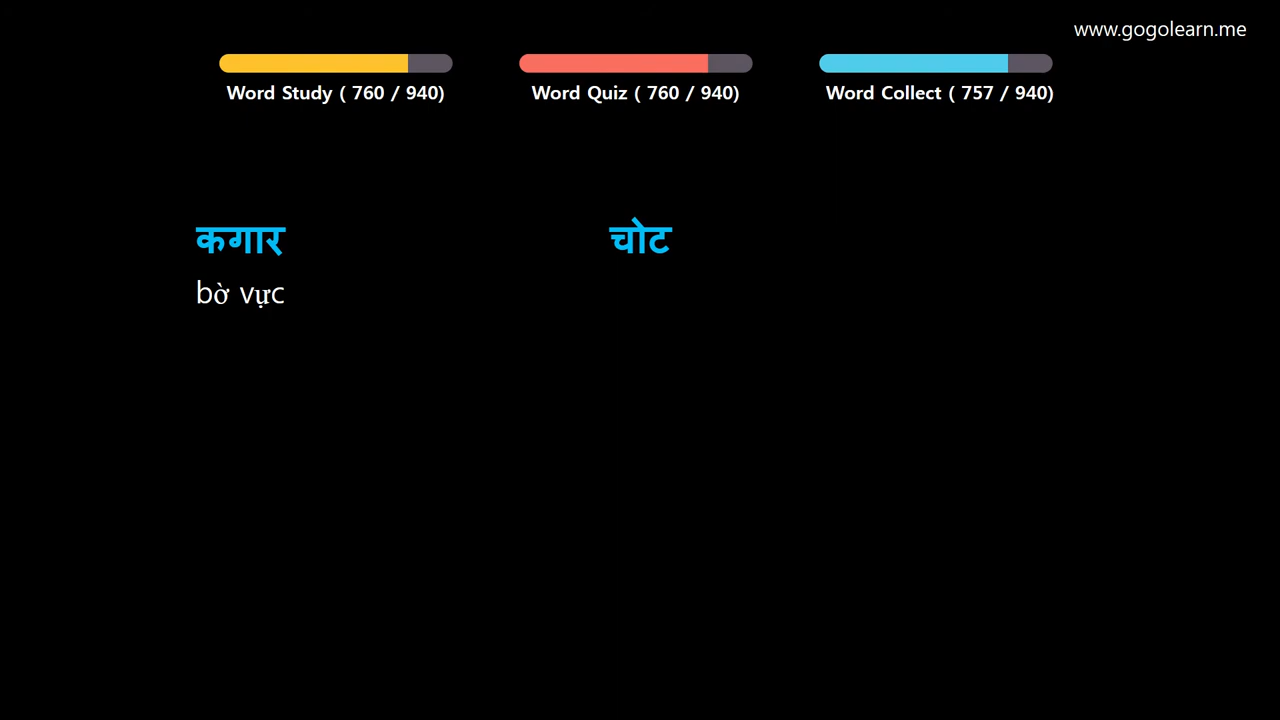 www.gogolearn.me
Word Study ( 760 / 940)
Word Quiz ( 760 / 940)
Word Collect ( 757 / 940)
कगार
चोट
bờ vực